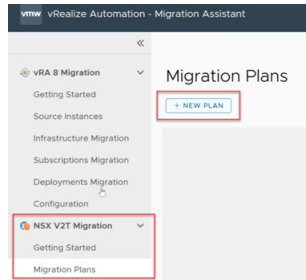 vmw vRealize Automation - Migration Assistant
«
vRA 8 Migration
Getting Started
Source Instances
Infrastructure Migration
Subscriptions Migration
Deployments Migration
Configuration
NSX V2T Migration
Getting Started
Migration Plans
Migration Plans
+ NEW PLAN